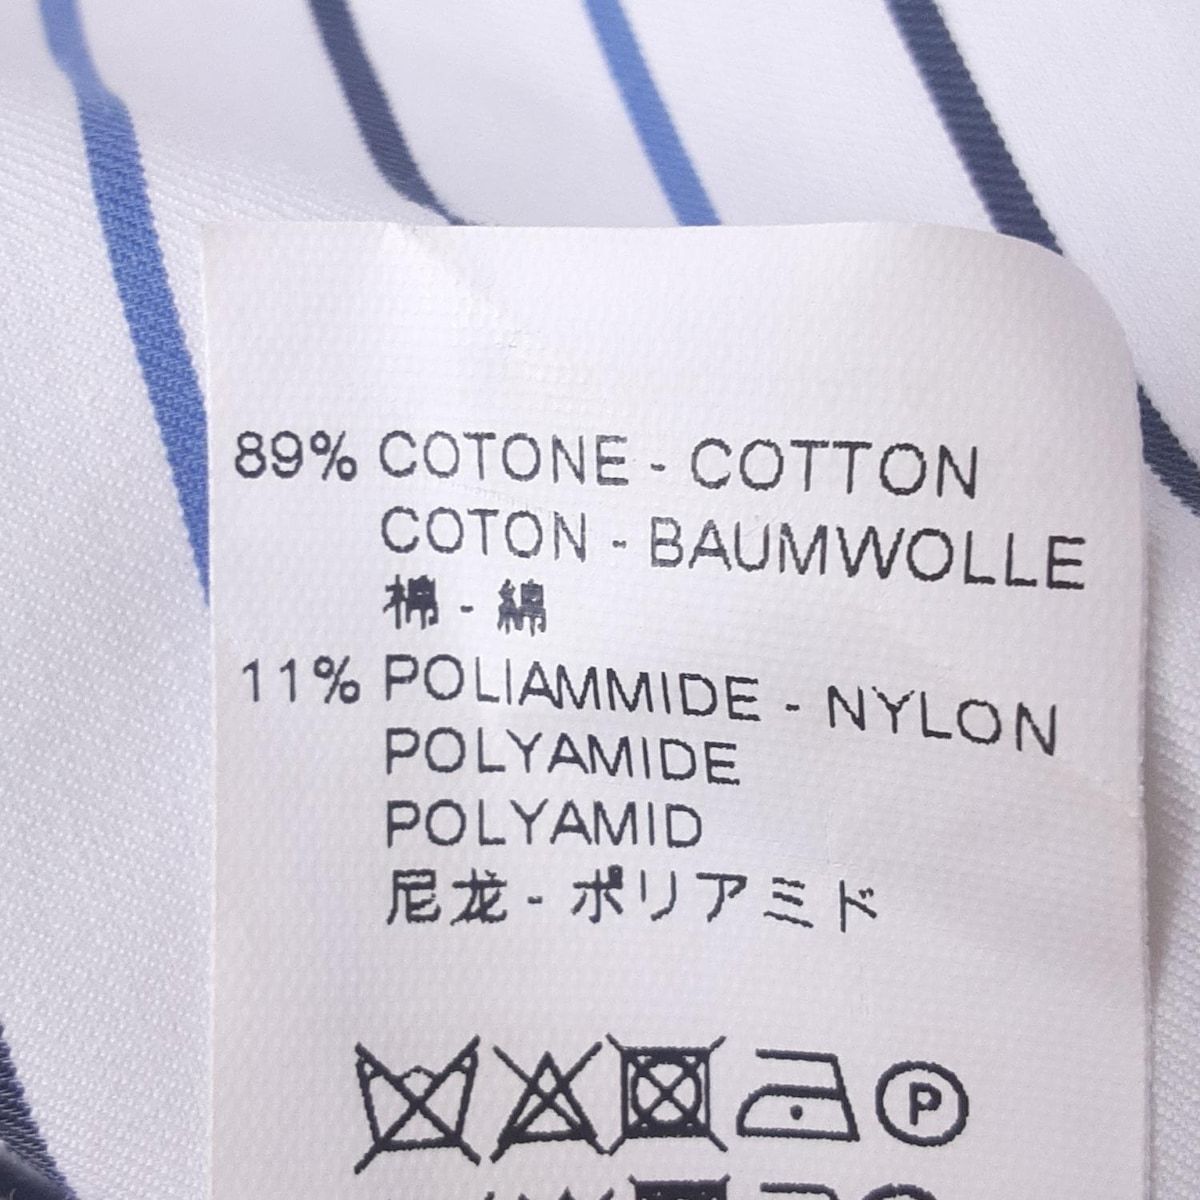 89% COTONE - COTTON
COTON - BAUMWOLLE
棉 - 綿
11% POLIAMMIDE - NYLON
POLYAMIDE
POLYAMID
尼龙 - ポリアミド
P